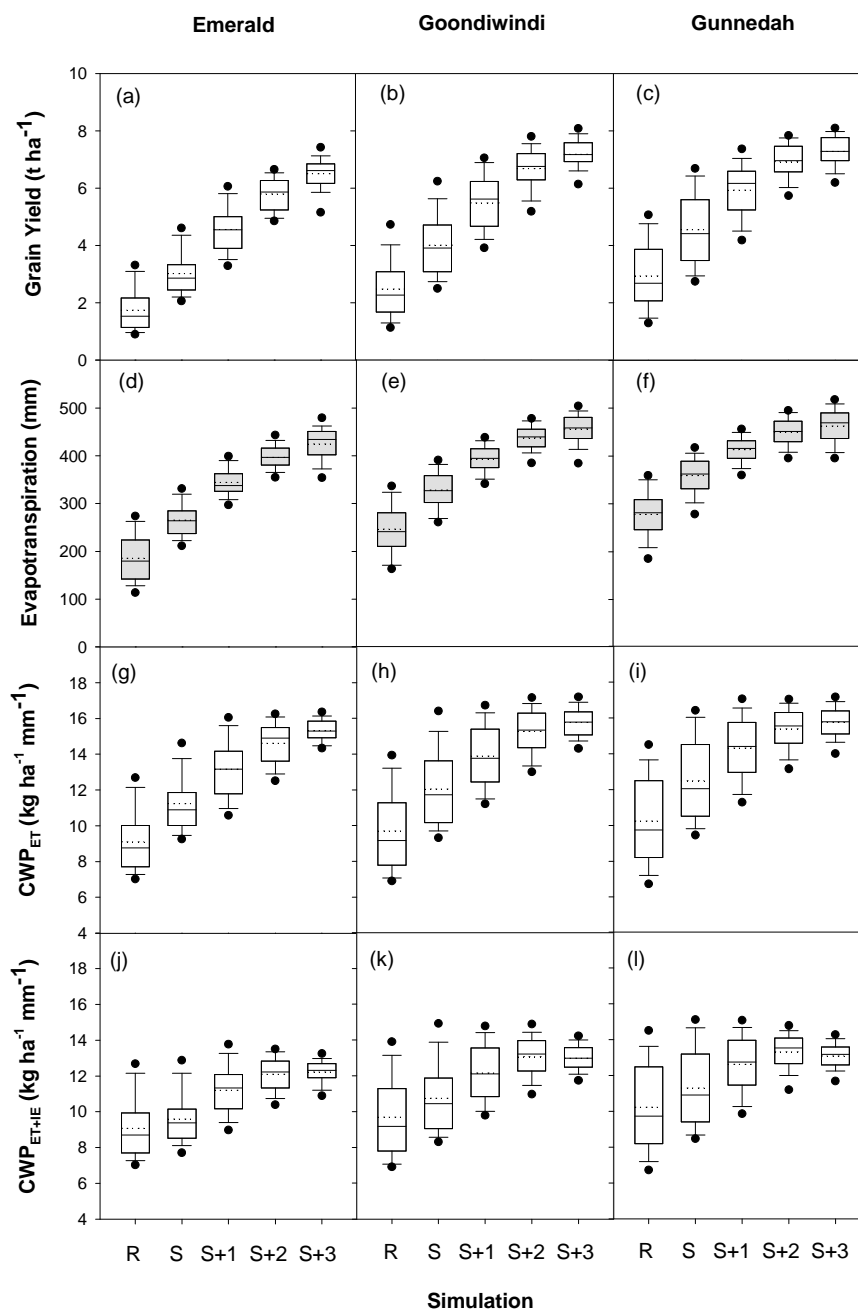 Emerald Goondiwindi Gunnedah
Grain Yield (t ha⁻¹)
10
8
6
4
2
0
(a) (b) (c)
Evapotranspiration (mm)
500
400
300
200
100
0
(d) (e) (f)
CWP_ET (kg ha⁻¹ mm⁻¹)
18
16
14
12
10
8
6
4
(g) (h) (i)
CWP_ET+IE (kg ha⁻¹ mm⁻¹)
18
16
14
12
10
8
6
4
(j) (k) (l)
R S S+1 S+2 S+3 R S S+1 S+2 S+3 R S S+1 S+2 S+3
Simulation